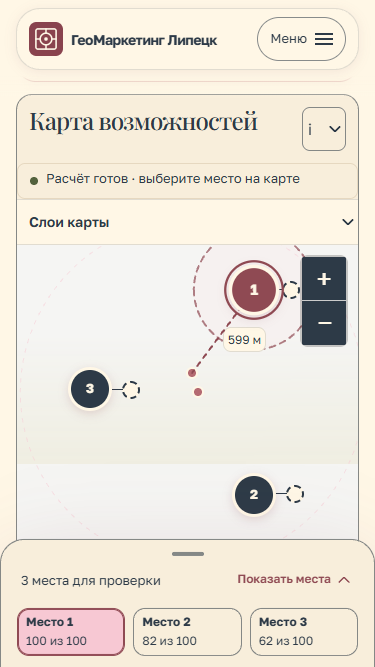 ГеоМаркетинг Липецк
Меню
Карта возможностей
i
Расчёт готов · выберите место на карте
Слои карты
1
+
−
599 м
3
2
3 места для проверки
Показать места
Место 1
100 из 100
Место 2
82 из 100
Место 3
62 из 100